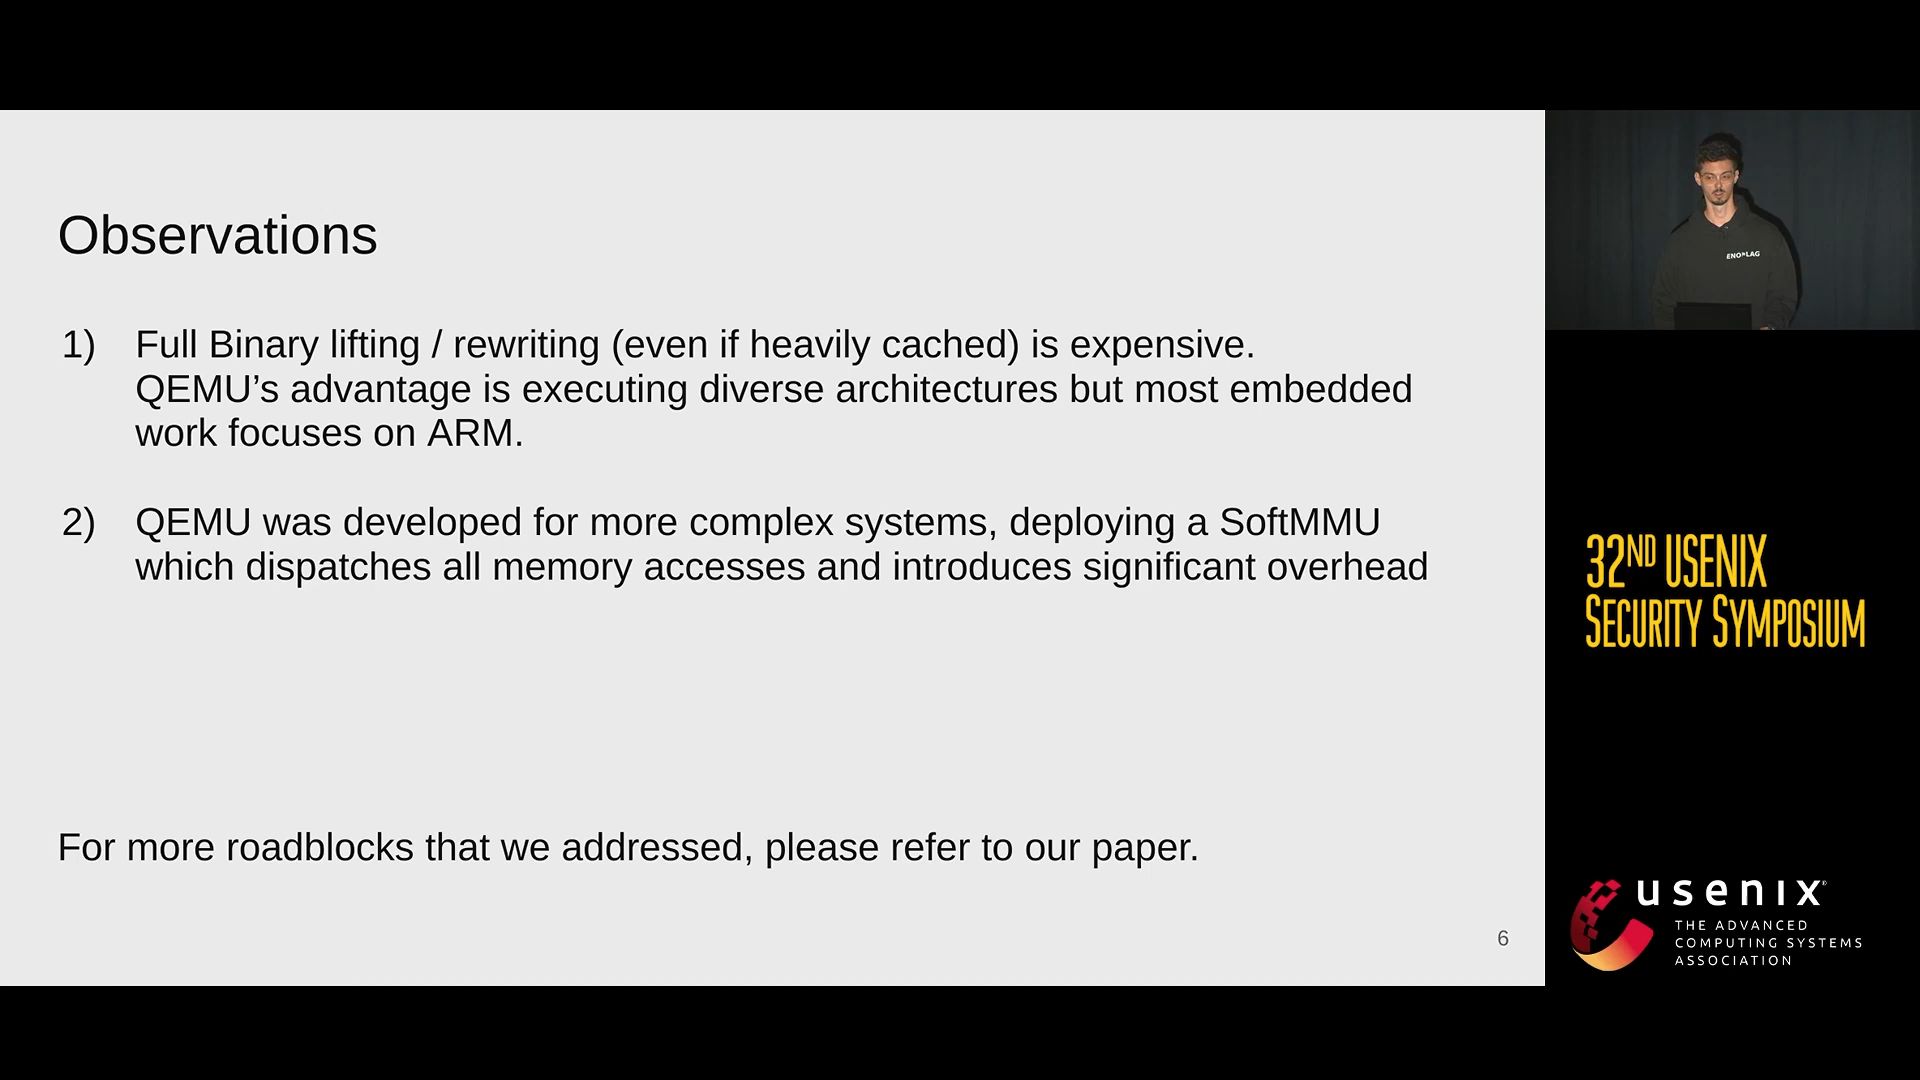 Observations
1) Full Binary lifting / rewriting (even if heavily cached) is expensive.
QEMU’s advantage is executing diverse architectures but most embedded
work focuses on ARM.
2) QEMU was developed for more complex systems, deploying a SoftMMU
which dispatches all memory accesses and introduces significant overhead
For more roadblocks that we addressed, please refer to our paper.
6
32ND USENIX
SECURITY SYMPOSIUM
usenix
THE ADVANCED
COMPUTING SYSTEMS
ASSOCIATION